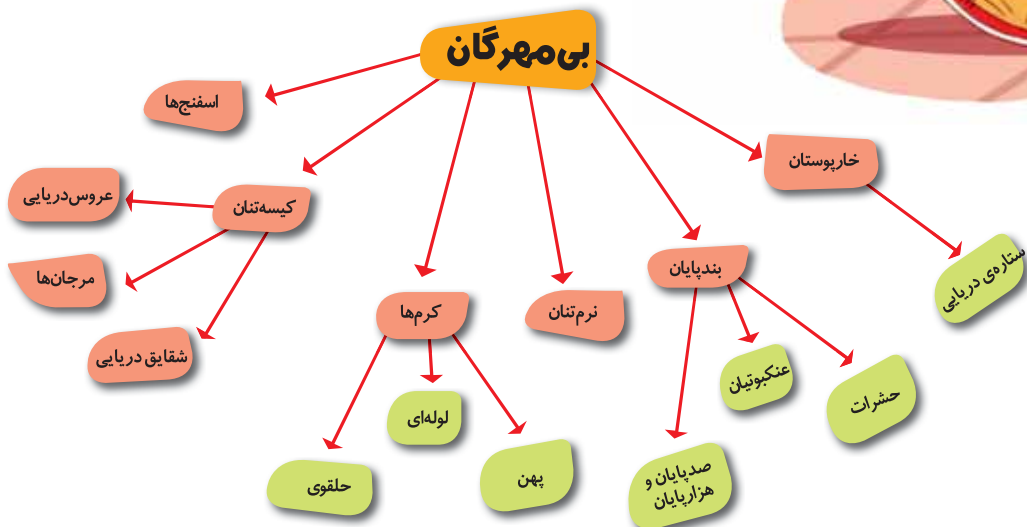 بی‌مهرگان
خارپوستان
ستاره‌ی دریایی
بندپایان
حشرات
عنکبوتیان
صدپایان و
هزارپایان
نرم‌تنان
کرم‌ها
پهن
لوله‌ای
حلقوی
کیسه‌تنان
عروس‌دریایی
مرجان‌ها
شقایق دریایی
اسفنج‌ها